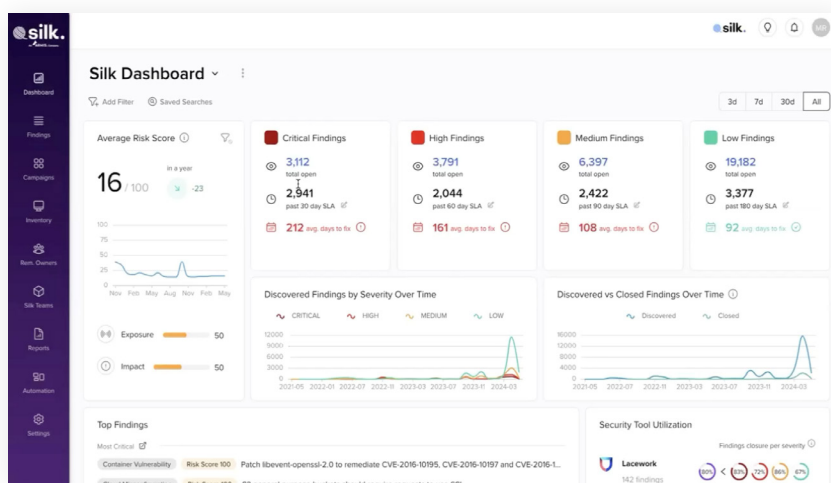 silk.
silk.
MR
Dashboard
Findings
Campaigns
Inventory
Rem. Owners
Silk Teams
Reports
Automation
Settings
Silk Dashboard
Add Filter Saved Searches
3d 7d 30d All
Average Risk Score
16 / 100
in a year
-23
100
75
50
25
0
Nov Feb May Aug Nov Feb May
Exposure 50
Impact 50
Critical Findings
3,112
total open
2,941
past 30 day SLA
212 avg. days to fix
High Findings
3,791
total open
2,044
past 60 day SLA
161 avg. days to fix
Medium Findings
6,397
total open
2,422
past 90 day SLA
108 avg. days to fix
Low Findings
19,182
total open
3,377
past 180 day SLA
92 avg. days to fix
Discovered Findings by Severity Over Time
CRITICAL HIGH MEDIUM LOW
12000
9000
6000
3000
0
2021-05 2022-01 2022-07 2022-11 2023-03 2023-07 2023-11 2024-03
Discovered vs Closed Findings Over Time
Discovered Closed
16000
12000
8000
4000
0
2021-05 2022-07 2022-11 2023-03 2023-07 2023-11 2024-03
Top Findings
Most Critical
Container Vulnerability Risk Score 100 Patch libevent-openssl-2.0 to remediate CVE-2016-10195, CVE-2016-10197 and CVE-2016-1...
Security Tool Utilization
Findings closure per severity
Lacework
142 findings
80% < 83% 72% 86% 67%